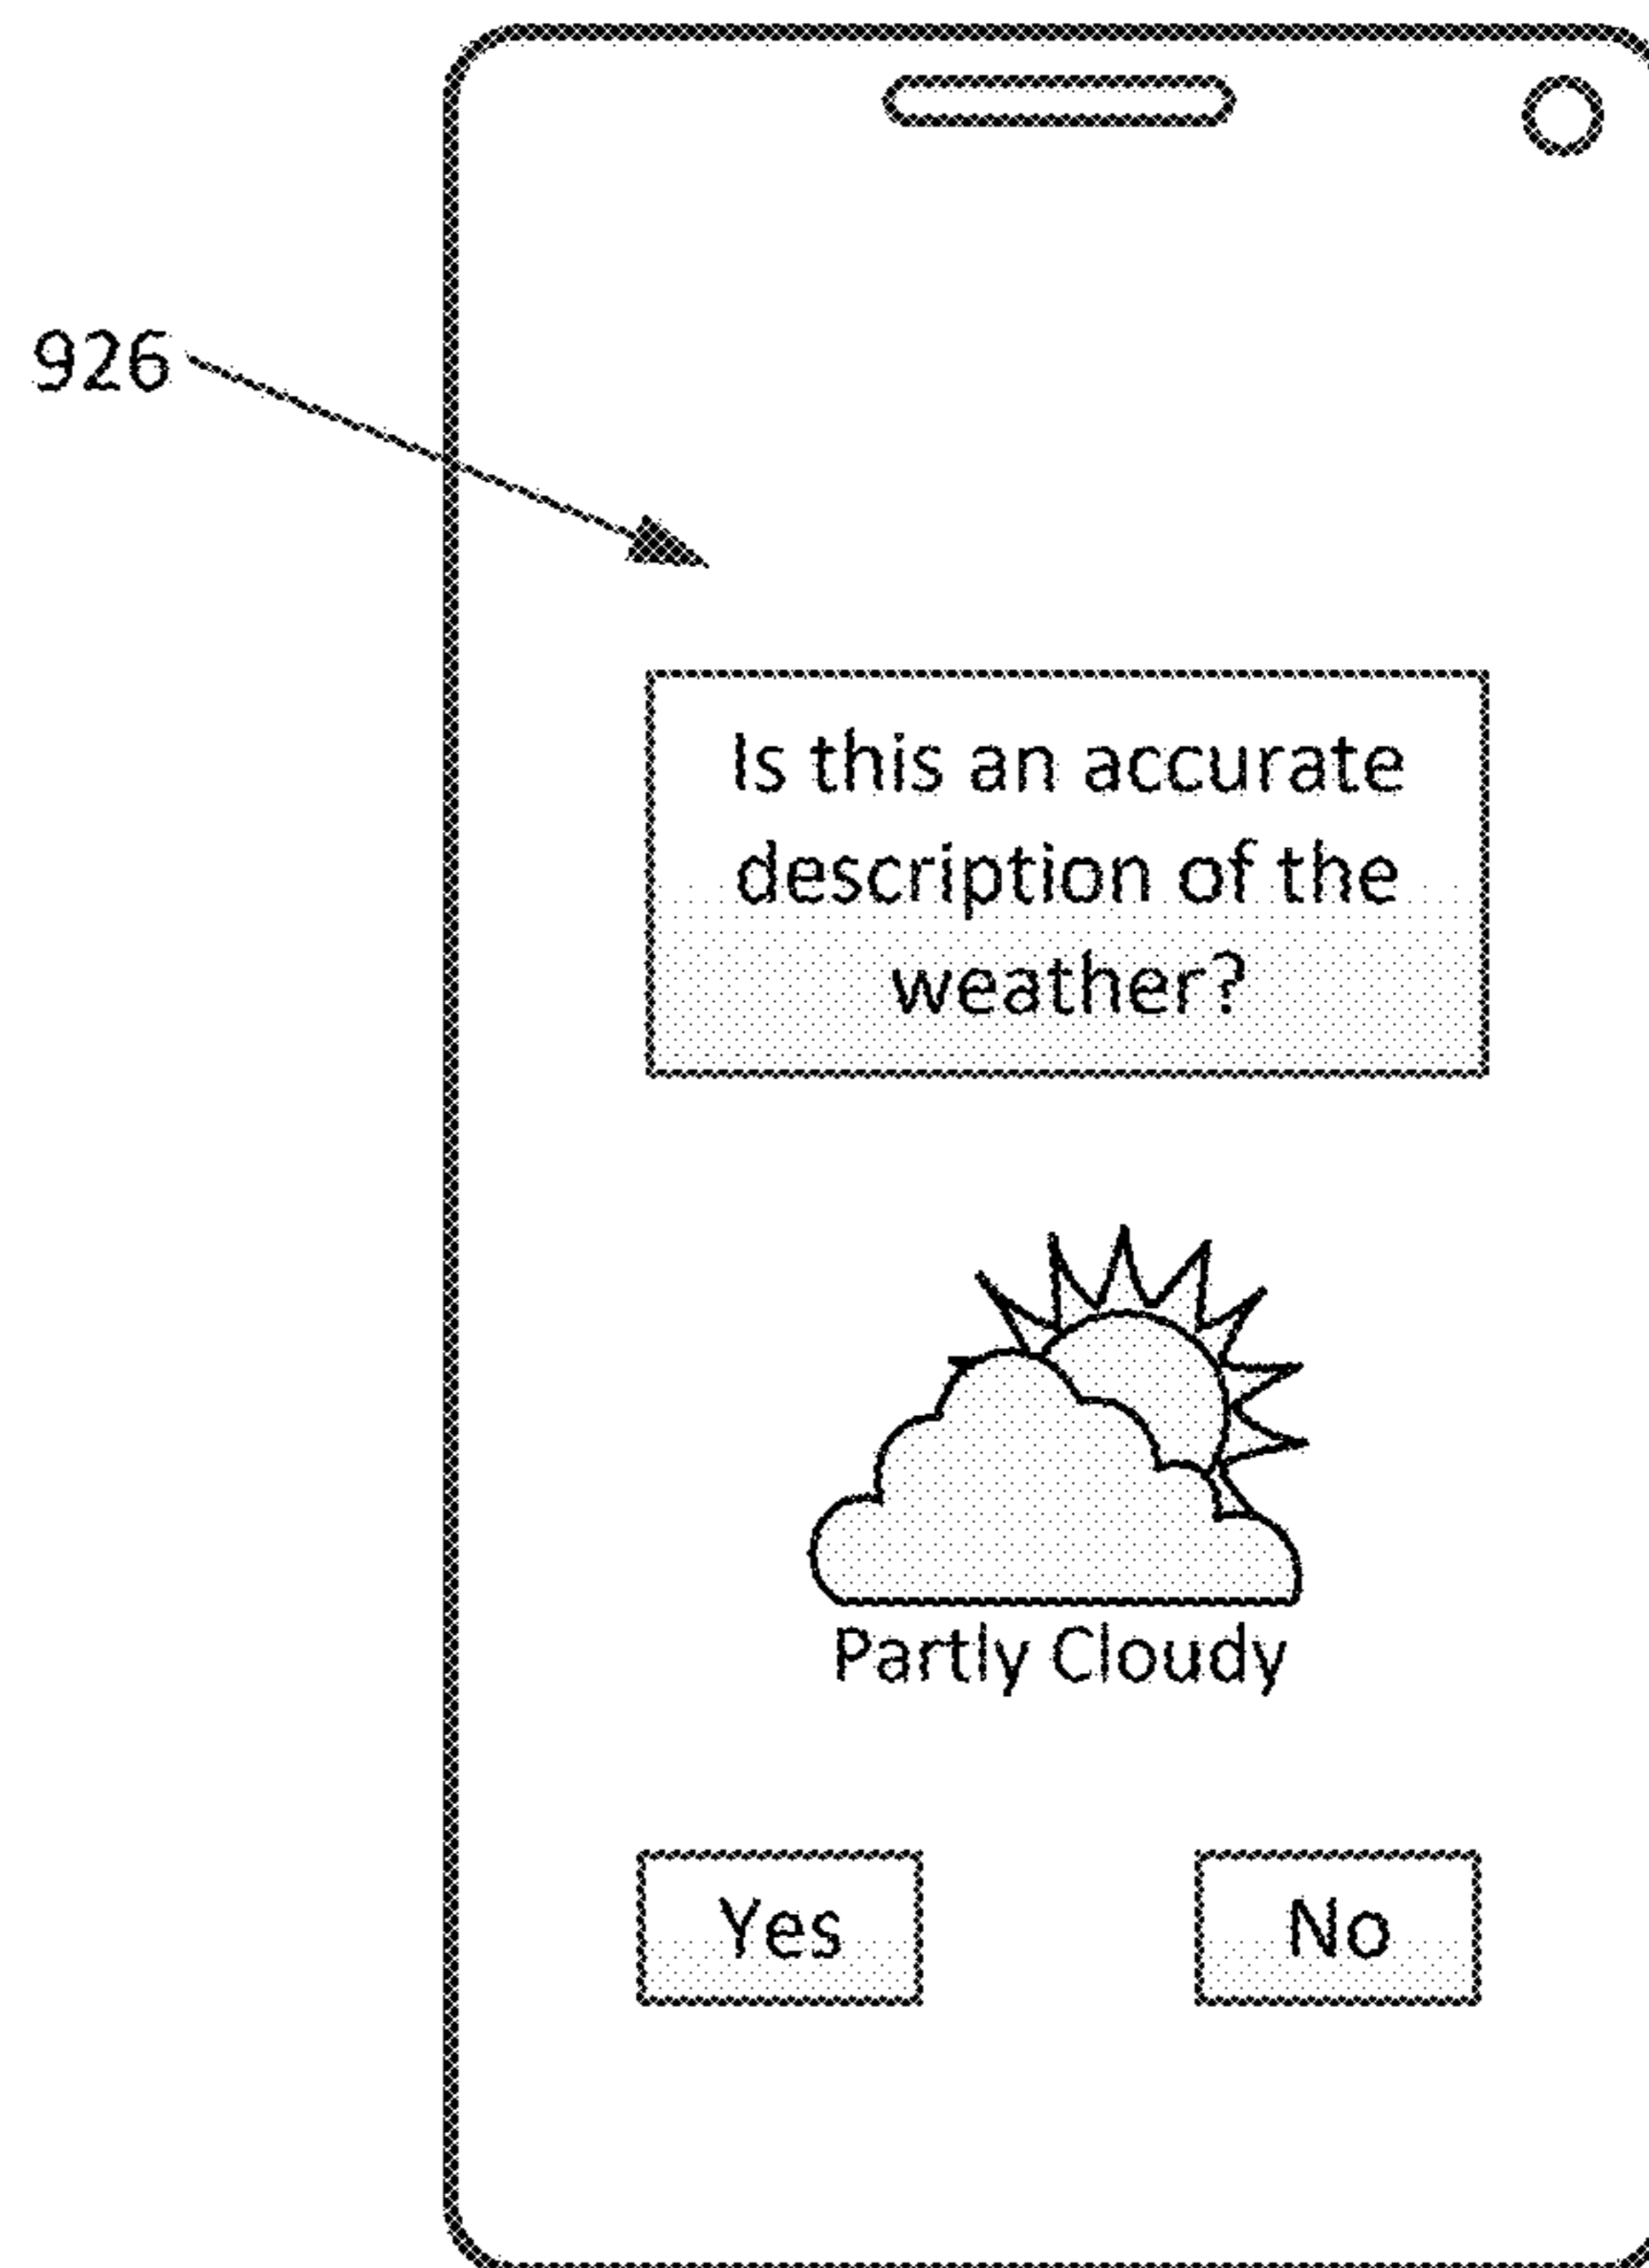 926
Is this an accurate
description of the
weather?
Partly Cloudy
Yes
No